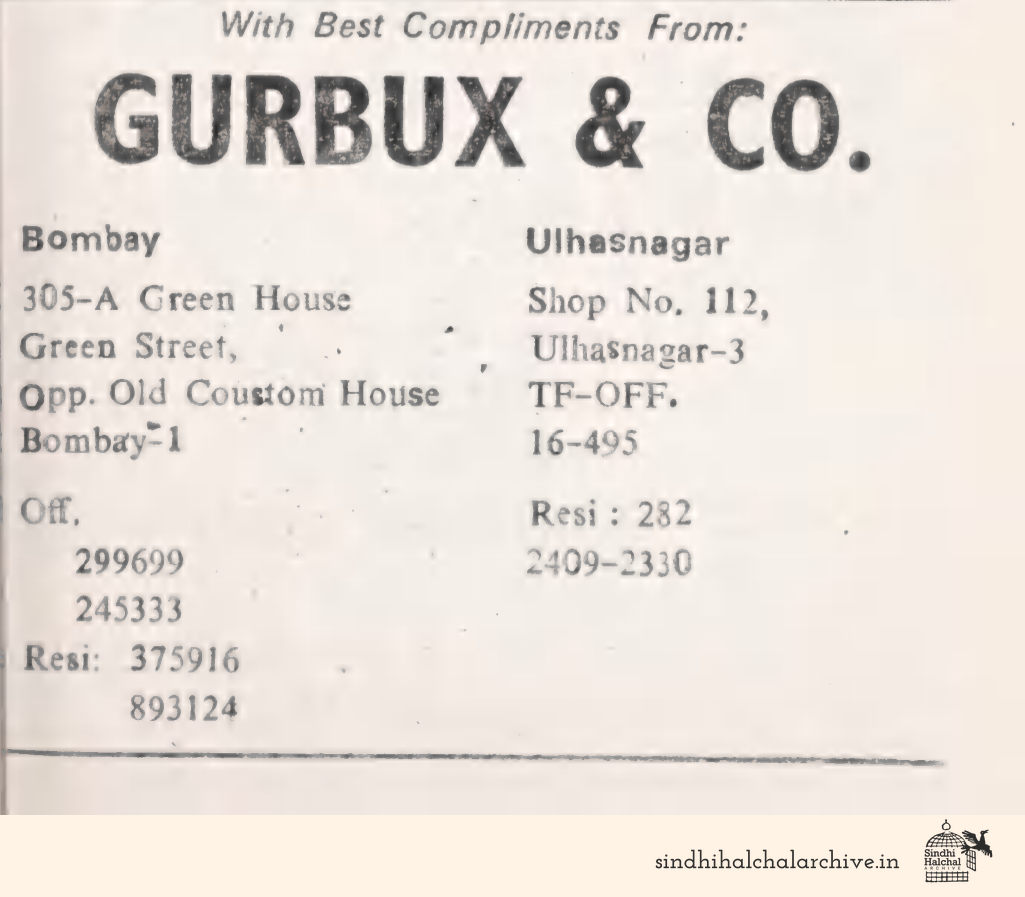 With Best Compliments From:
GURBUX & CO.
Bombay
305-A Green House
Green Street,
Opp. Old Coustom House
Bombay-1
Off.
299699
245333
Resi: 375916
893124
Ulhasnagar
Shop No. 112,
Ulhasnagar-3
TF-OFF.
16-495
Resi : 282
2409-2330
sindhihalchalarchive.in
Sindhi
Halchal
ARCHIVE